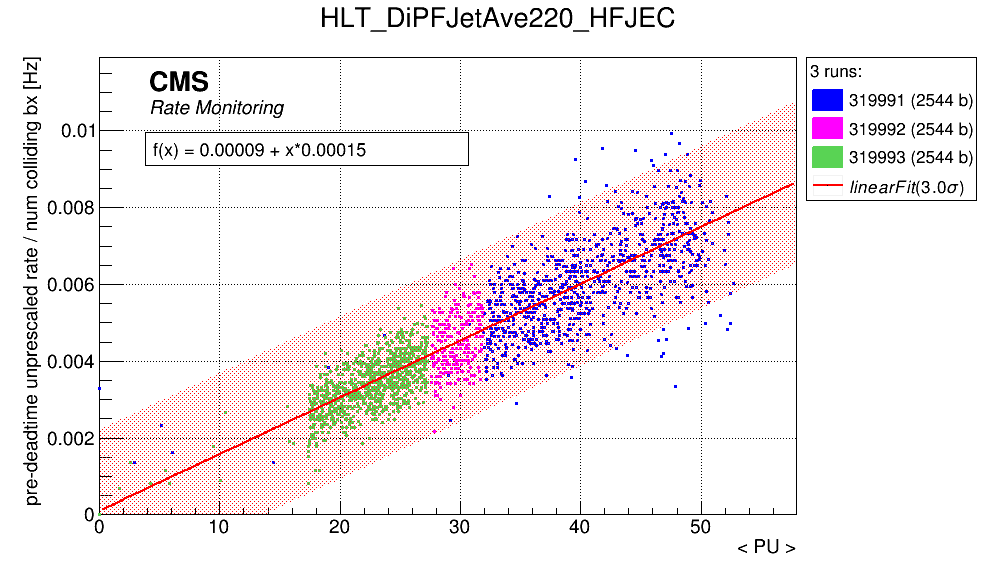 HLT_DiPFJetAve220_HFJEC
pre-deadtime unprescaled rate / num colliding bx [Hz]
CMS
Rate Monitoring
f(x) = 0.00009 + x*0.00015
0.01
0.008
0.006
0.004
0.002
0
0 10 20 30 40 50
< PU >
3 runs:
319991 (2544 b)
319992 (2544 b)
319993 (2544 b)
linearFit(3.0σ)